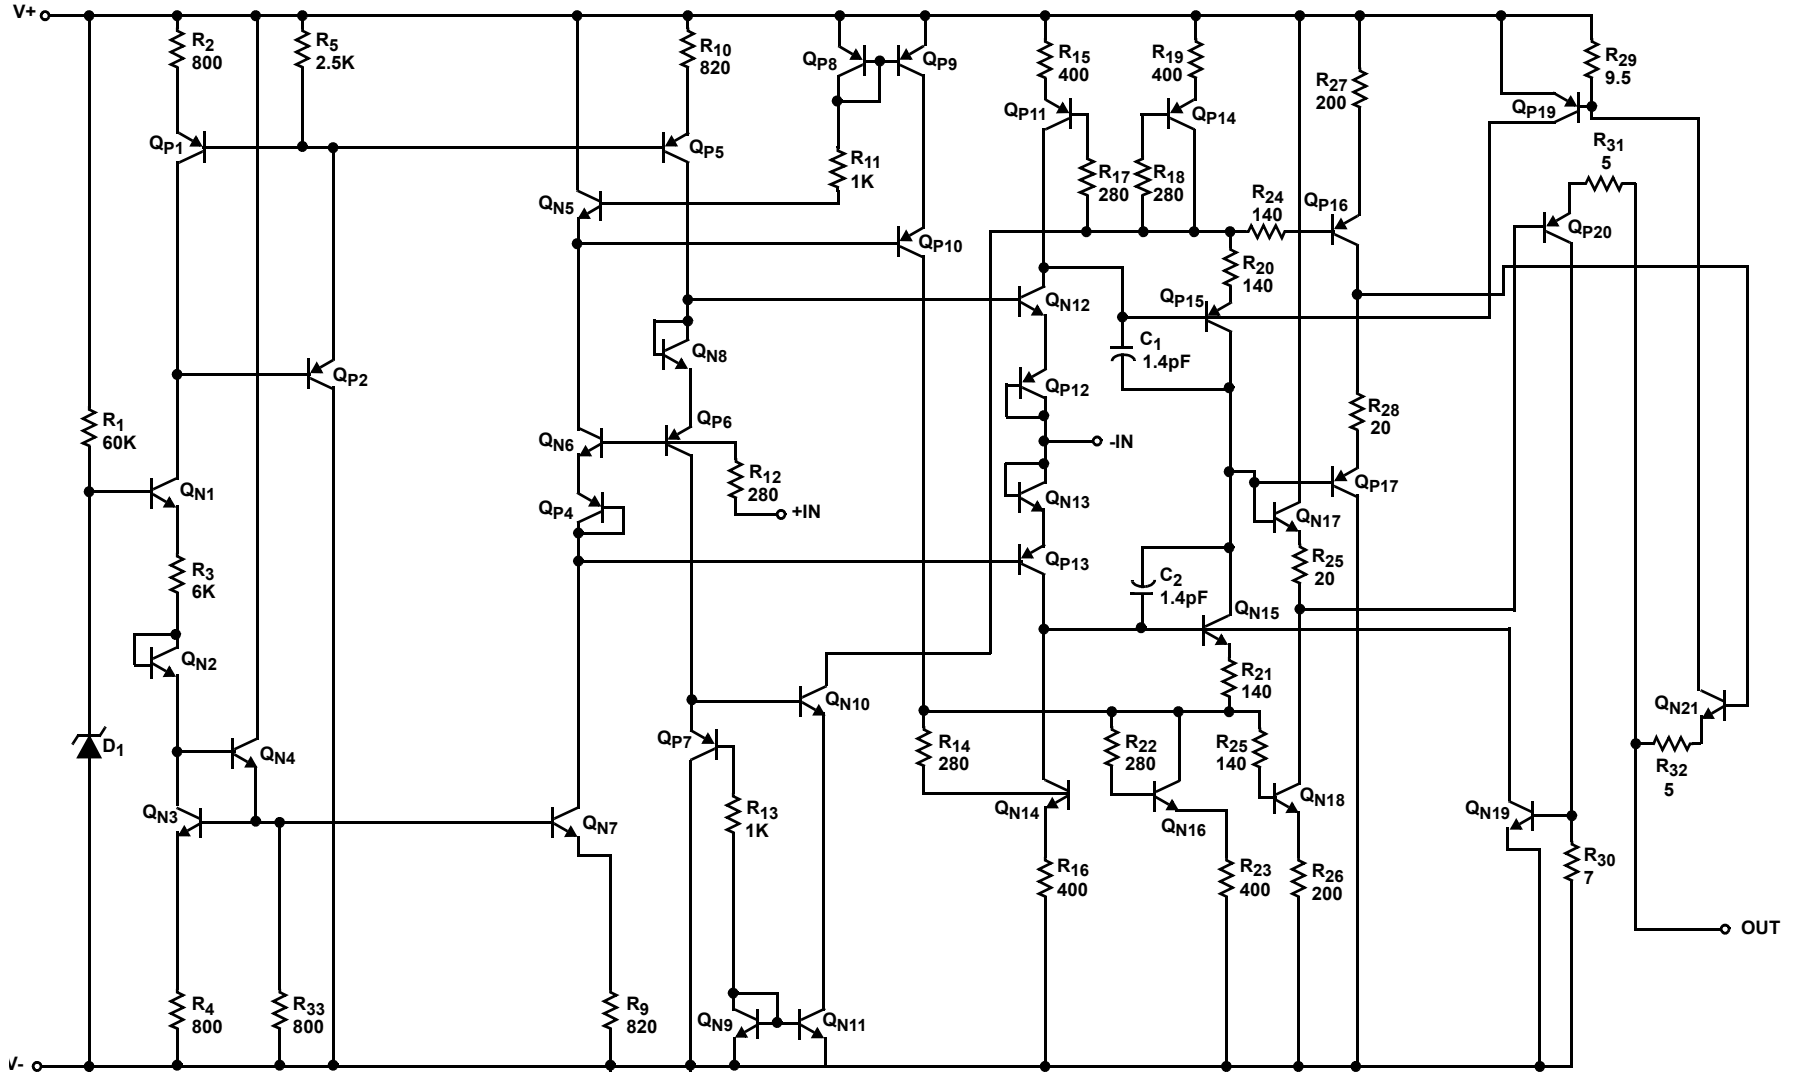 V+
R2
800
R5
2.5K
R10
820
QP8
QP9
R15
400
R19
400
R27
200
R29
9.5
QP1
QP5
QP11
QP14
QP19
R11
1K
R17
280
R18
280
R31
5
R24
140
QP16
QN5
QP10
QP20
R20
140
QP15
QN12
C1
1.4pF
QN8
QP2
QP12
R1
60K
QP6
R28
20
QN6
-IN
R12
280
QN1
QN13
QP17
QP4
+IN
QN17
QP13
R25
20
R3
6K
C2
1.4pF
QN15
QN2
R21
140
QN10
QN21
D1
QN4
QP7
R14
280
R22
280
R25
140
R32
5
QN3
QN7
R13
1K
QN14
QN16
QN18
QN19
R16
400
R23
400
R26
200
R30
7
OUT
R4
800
R33
800
R9
820
QN9
QN11
V-